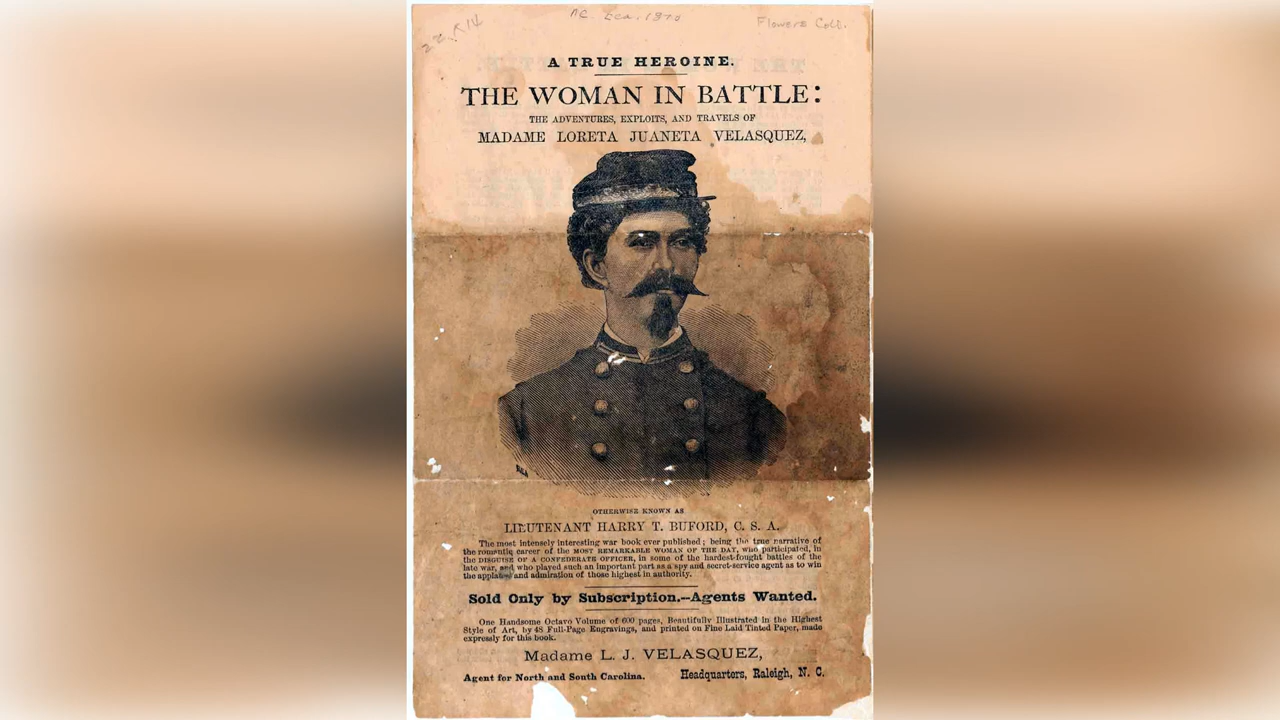 N.C. 1870
Flowers Coll.
A TRUE HEROINE.
THE WOMAN IN BATTLE:
THE ADVENTURES, EXPLOITS, AND TRAVELS OF
MADAME LORETA JUANETA VELASQUEZ,
OTHERWISE KNOWN AS
LIEUTENANT HARRY T. BUFORD, C. S. A.
The most intensely interesting war book ever published; being the true narrative of
the romantic career of the MOST REMARKABLE WOMAN OF THE DAY, who participated, in
the DISGUISE OF A CONFEDERATE OFFICER, in some of the hardest-fought battles of the
late war, and who played such an important part as a spy and secret-service agent as to win
the applause and admiration of those highest in authority.
Sold Only by Subscription.--Agents Wanted.
One Handsome Octavo Volume of 600 pages, Beautifully Illustrated in the Highest
Style of Art, by 48 Full-Page Engravings, and printed on Fine Laid Tinted Paper, made
expressly for this book.
Madame L. J. VELASQUEZ,
Agent for North and South Carolina. Headquarters, Raleigh, N. C.